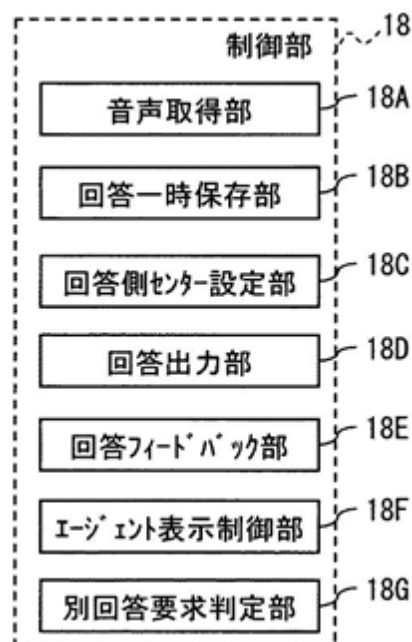 制御部 18
音声取得部 18A
回答一時保存部 18B
回答側ｾﾝﾀｰ設定部 18C
回答出力部 18D
回答ﾌｨｰﾄﾞﾊﾞｯｸ部 18E
ｴｰｼﾞｪﾝﾄ表示制御部 18F
別回答要求判定部 18G